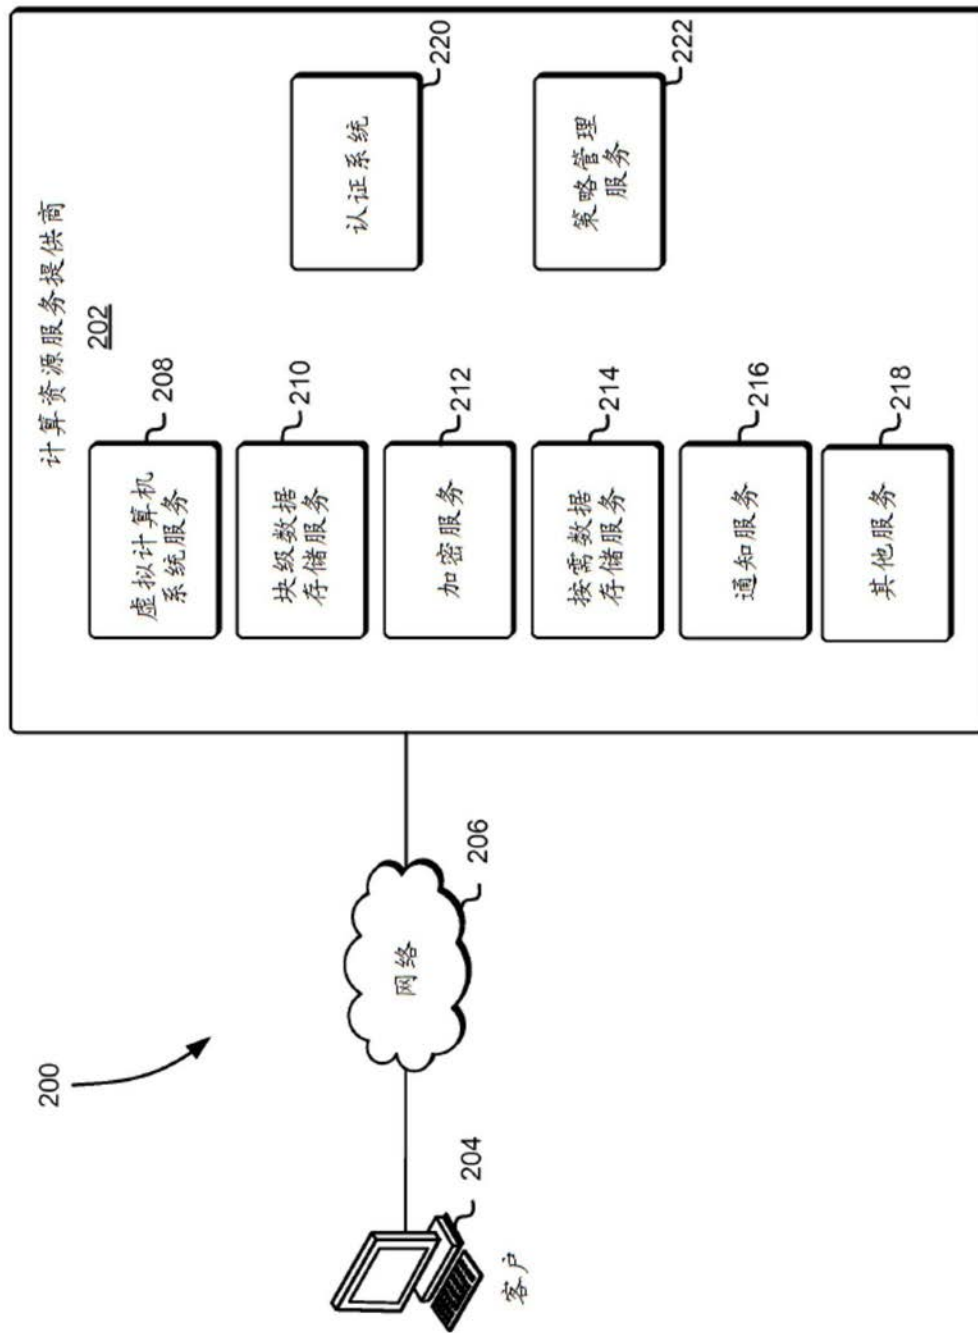 200
计算资源服务提供商
202
虚拟计算机
系统服务
208
块级数据
存储服务
210
加密服务
212
按需数据
存储服务
214
通知服务
216
其他服务
218
认证系统
220
策略管理
服务
222
网络
206
204
客户